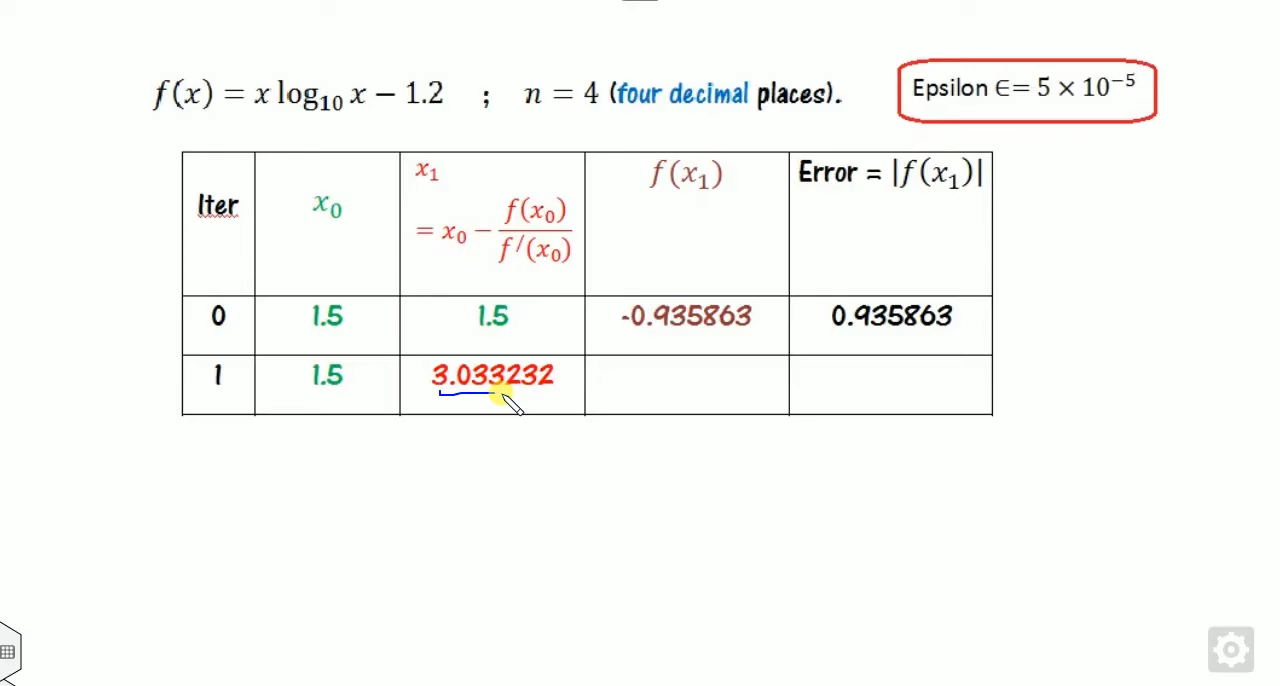 f(x) = x log₁₀ x − 1.2 ; n = 4 (four decimal places).
Epsilon ∈= 5 × 10⁻⁵
Iter
x₀
x₁
= x₀ − f(x₀) / f′(x₀)
f(x₁)
Error = |f(x₁)|
0 1.5 1.5 -0.935863 0.935863
1 1.5 3.033232